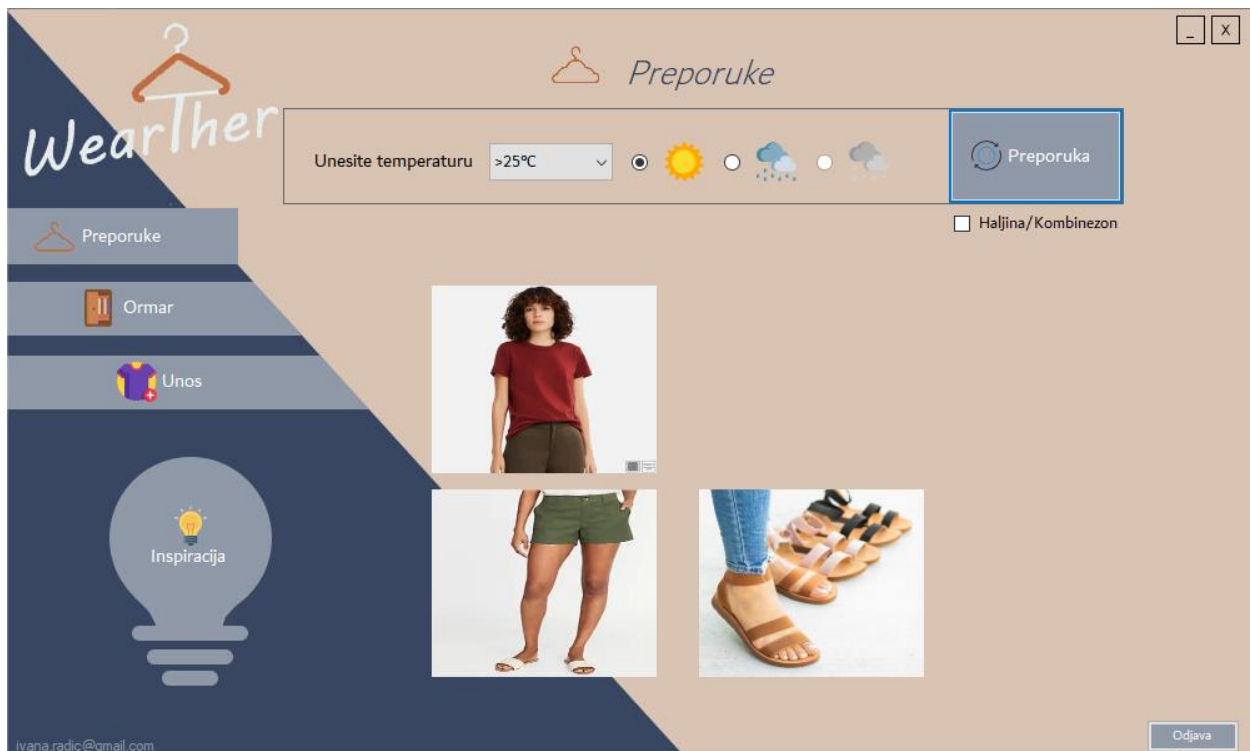 _ X
WearTher
Preporuke
Unesite temperaturu >25°C
Preporuka
Haljina/Kombinezon
Preporuke
Ormar
Unos
Inspiracija
ivana.radic@gmail.com
Odjava